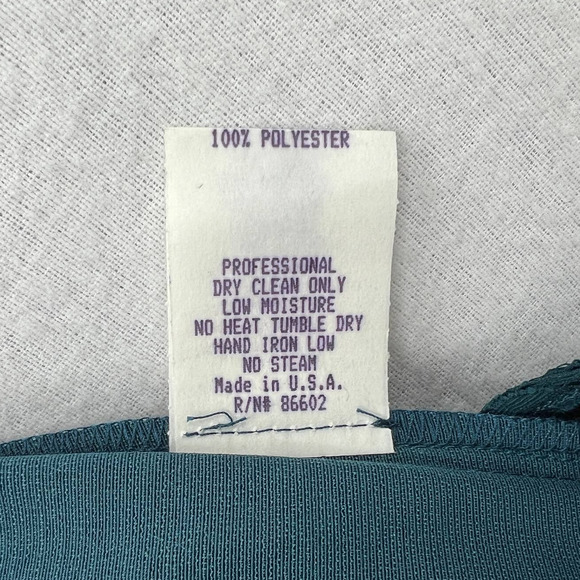 100% POLYESTER
PROFESSIONAL
DRY CLEAN ONLY
LOW MOISTURE
NO HEAT TUMBLE DRY
HAND IRON LOW
NO STEAM
Made in U.S.A.
R/N# 86602